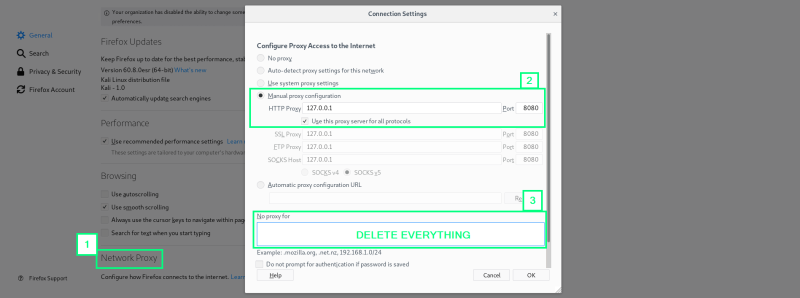 Your organization has disabled the ability to change some
preferences.
General
Search
Privacy & Security
Firefox Account
Firefox Support
Firefox Updates
Keep Firefox up to date for the best performance, sta
Version 60.8.0esr (64-bit) What's new
Kali Linux distribution file
Kali - 1.0
Automatically update search engines
Performance
Use recommended performance settings Learn
These settings are tailored to your computer's hardwa
Browsing
Use autoscrolling
Use smooth scrolling
Always use the cursor keys to navigate within page
Search for text when you start typing
1
Network Proxy
Configure how Firefox connects to the internet. Learn
Connection Settings
×
Configure Proxy Access to the Internet
No proxy
Auto-detect proxy settings for this network
Use system proxy settings
2
Manual proxy configuration
HTTP Proxy 127.0.0.1 Port 8080
Use this proxy server for all protocols
SSL Proxy 127.0.0.1 Port 8080
FTP Proxy 127.0.0.1 Port 8080
SOCKS Host 127.0.0.1 Port 8080
SOCKS v4 SOCKS v5
Automatic proxy configuration URL
3
No proxy for
DELETE EVERYTHING
Example: .mozilla.org, .net.nz, 192.168.1.0/24
Do not prompt for authentication if password is saved
Help Cancel OK